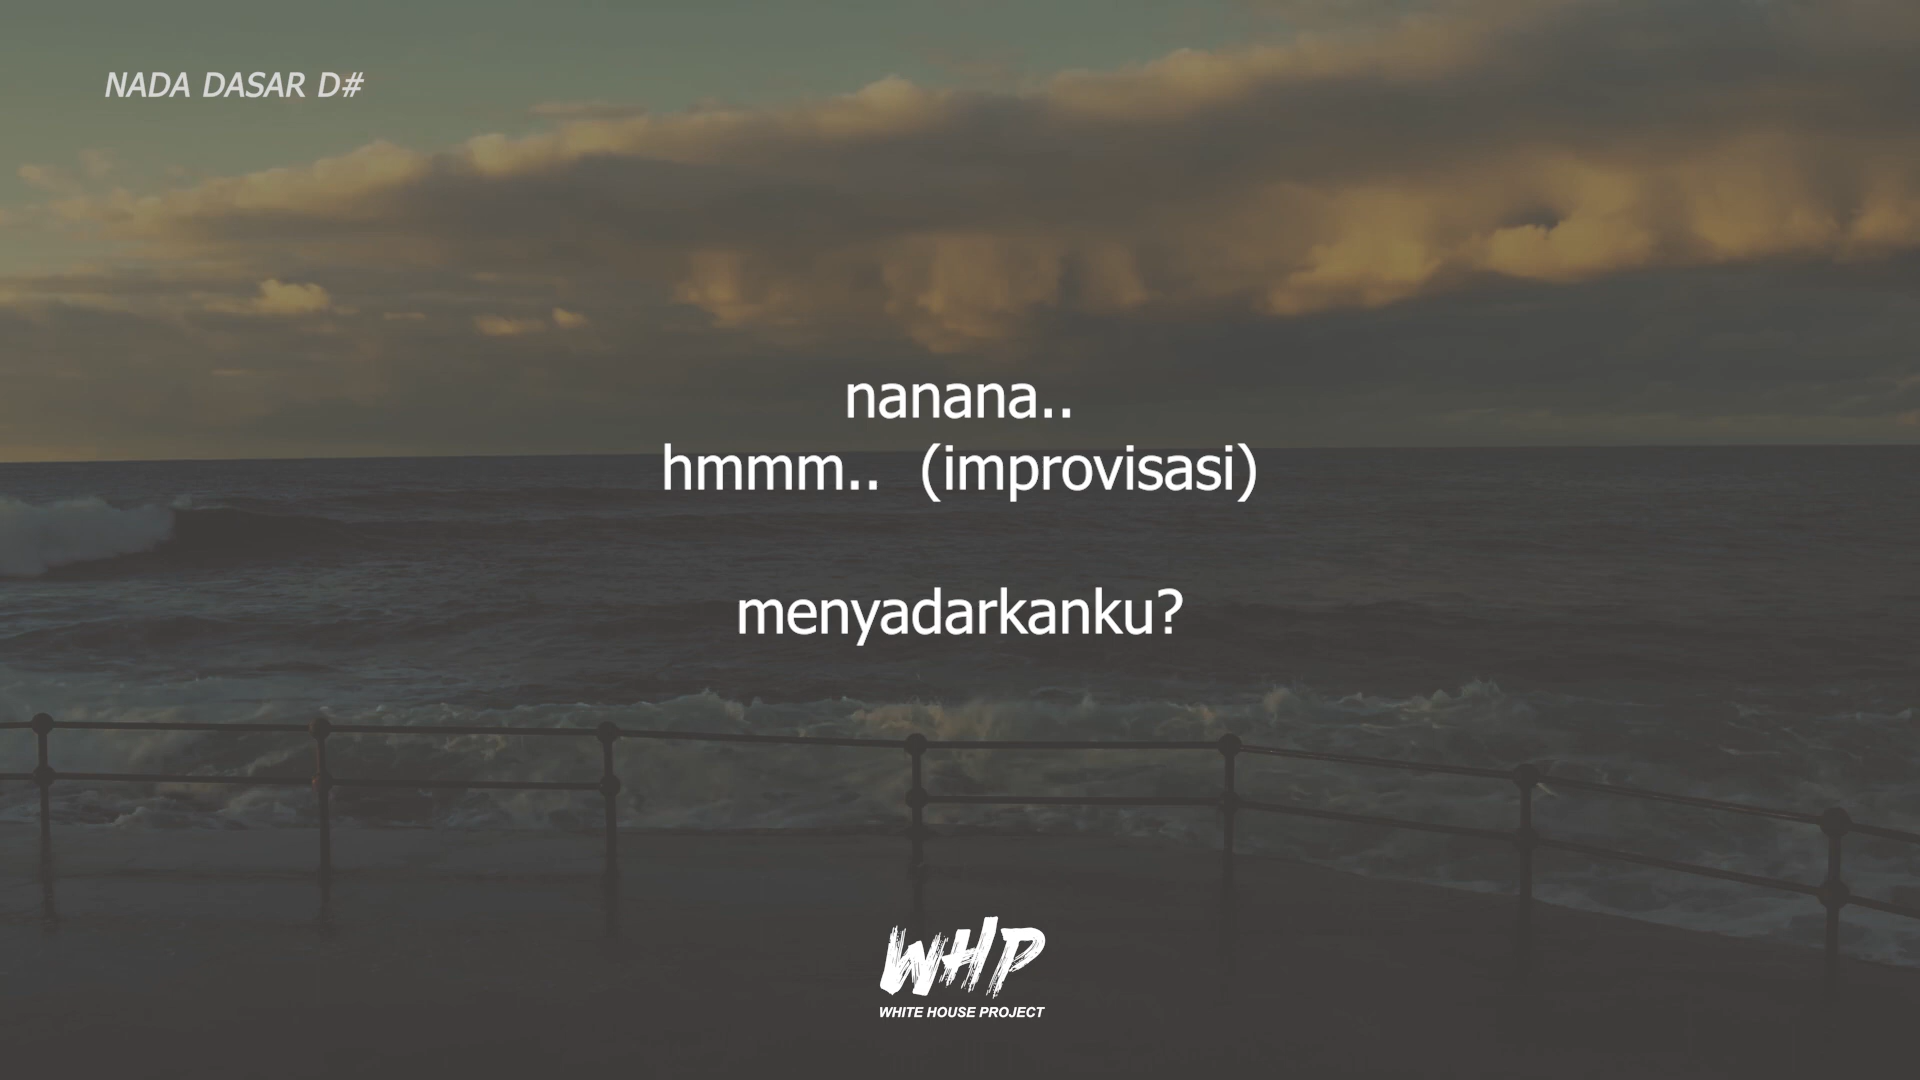 NADA DASAR D#
nanana..
hmmm..  (improvisasi)
menyadarkanku?
WHP
WHITE HOUSE PROJECT